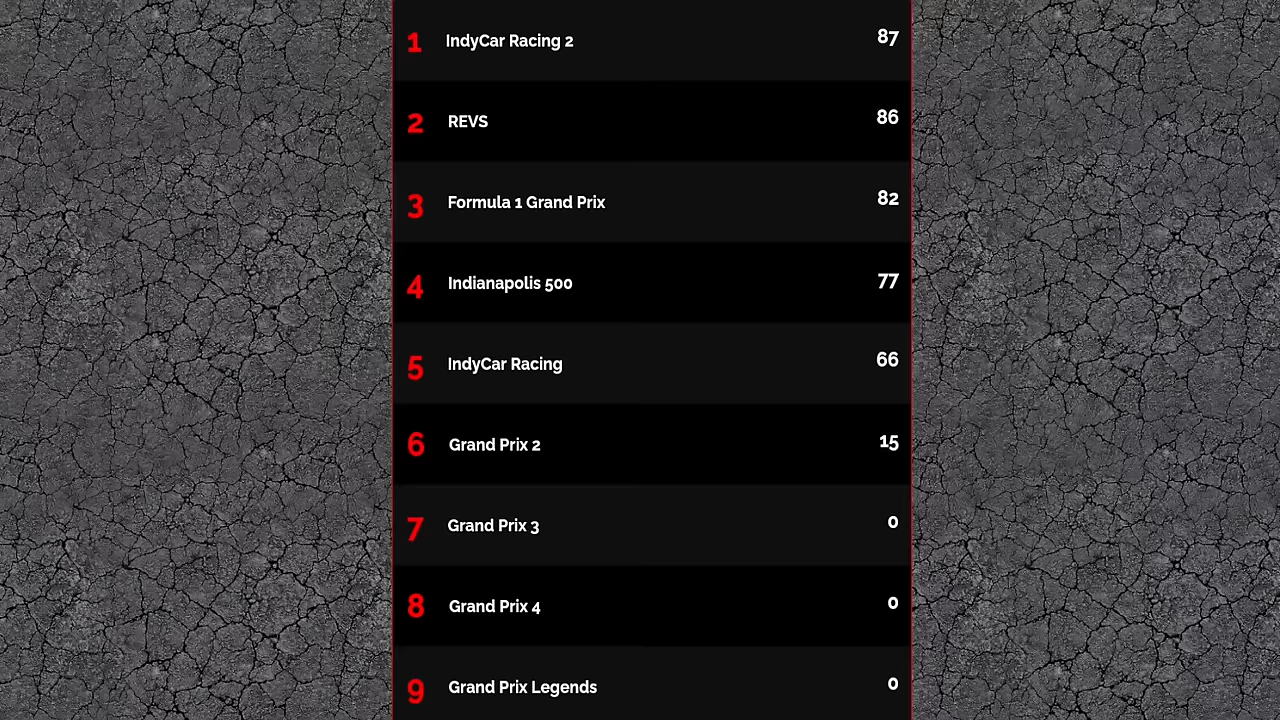 1 IndyCar Racing 2 87
2 REVS 86
3 Formula 1 Grand Prix 82
4 Indianapolis 500 77
5 IndyCar Racing 66
6 Grand Prix 2 15
7 Grand Prix 3 0
8 Grand Prix 4 0
9 Grand Prix Legends 0